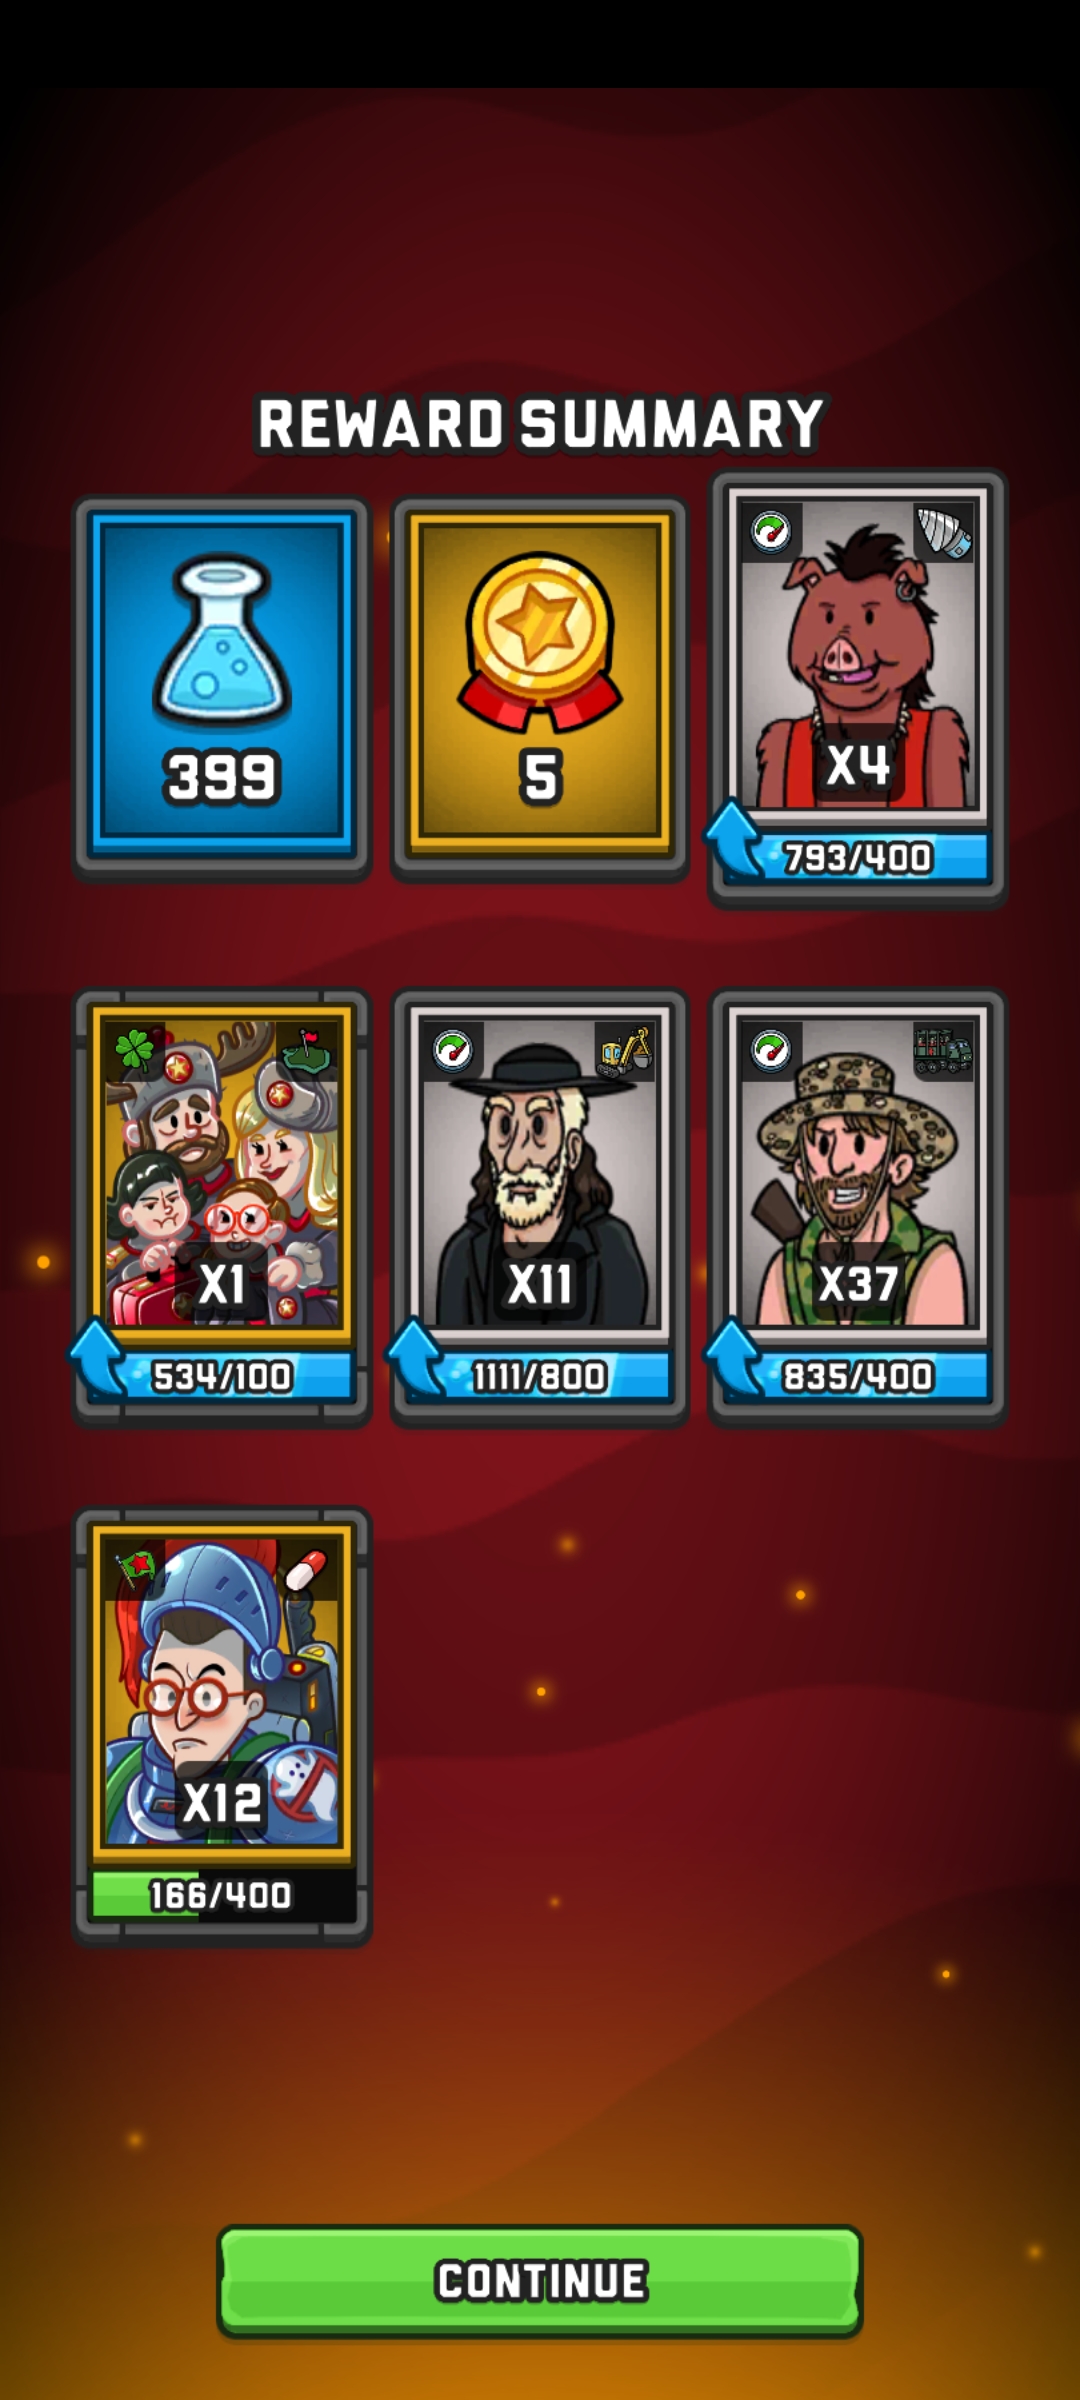 REWARD SUMMARY
399
5
X4
793/400
X1
534/100
X11
1111/800
X37
835/400
X12
166/400
CONTINUE